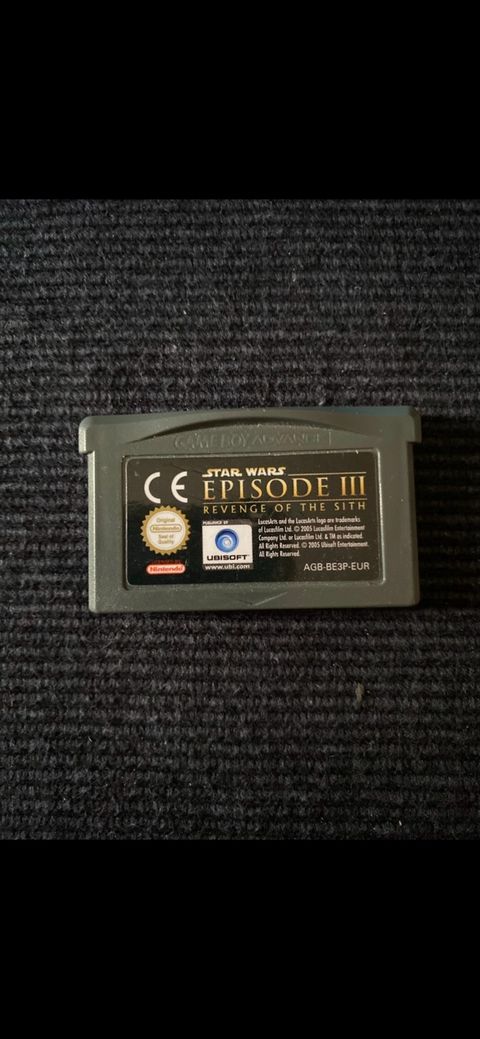 GAME BOY ADVANCE
CE
STAR WARS
EPISODE III
REVENGE OF THE SITH
Original
Nintendo
Seal of
Quality
Nintendo
PUBLISHED BY
UBISOFT
www.ubi.com
LucasArts and the LucasArts logo are trademarks
of Lucasfilm Ltd. © 2005 Lucasfilm Entertainment
Company Ltd. or Lucasfilm Ltd. & TM as indicated.
All Rights Reserved. © 2005 Ubisoft Entertainment.
All Rights Reserved.
AGB-BE3P-EUR